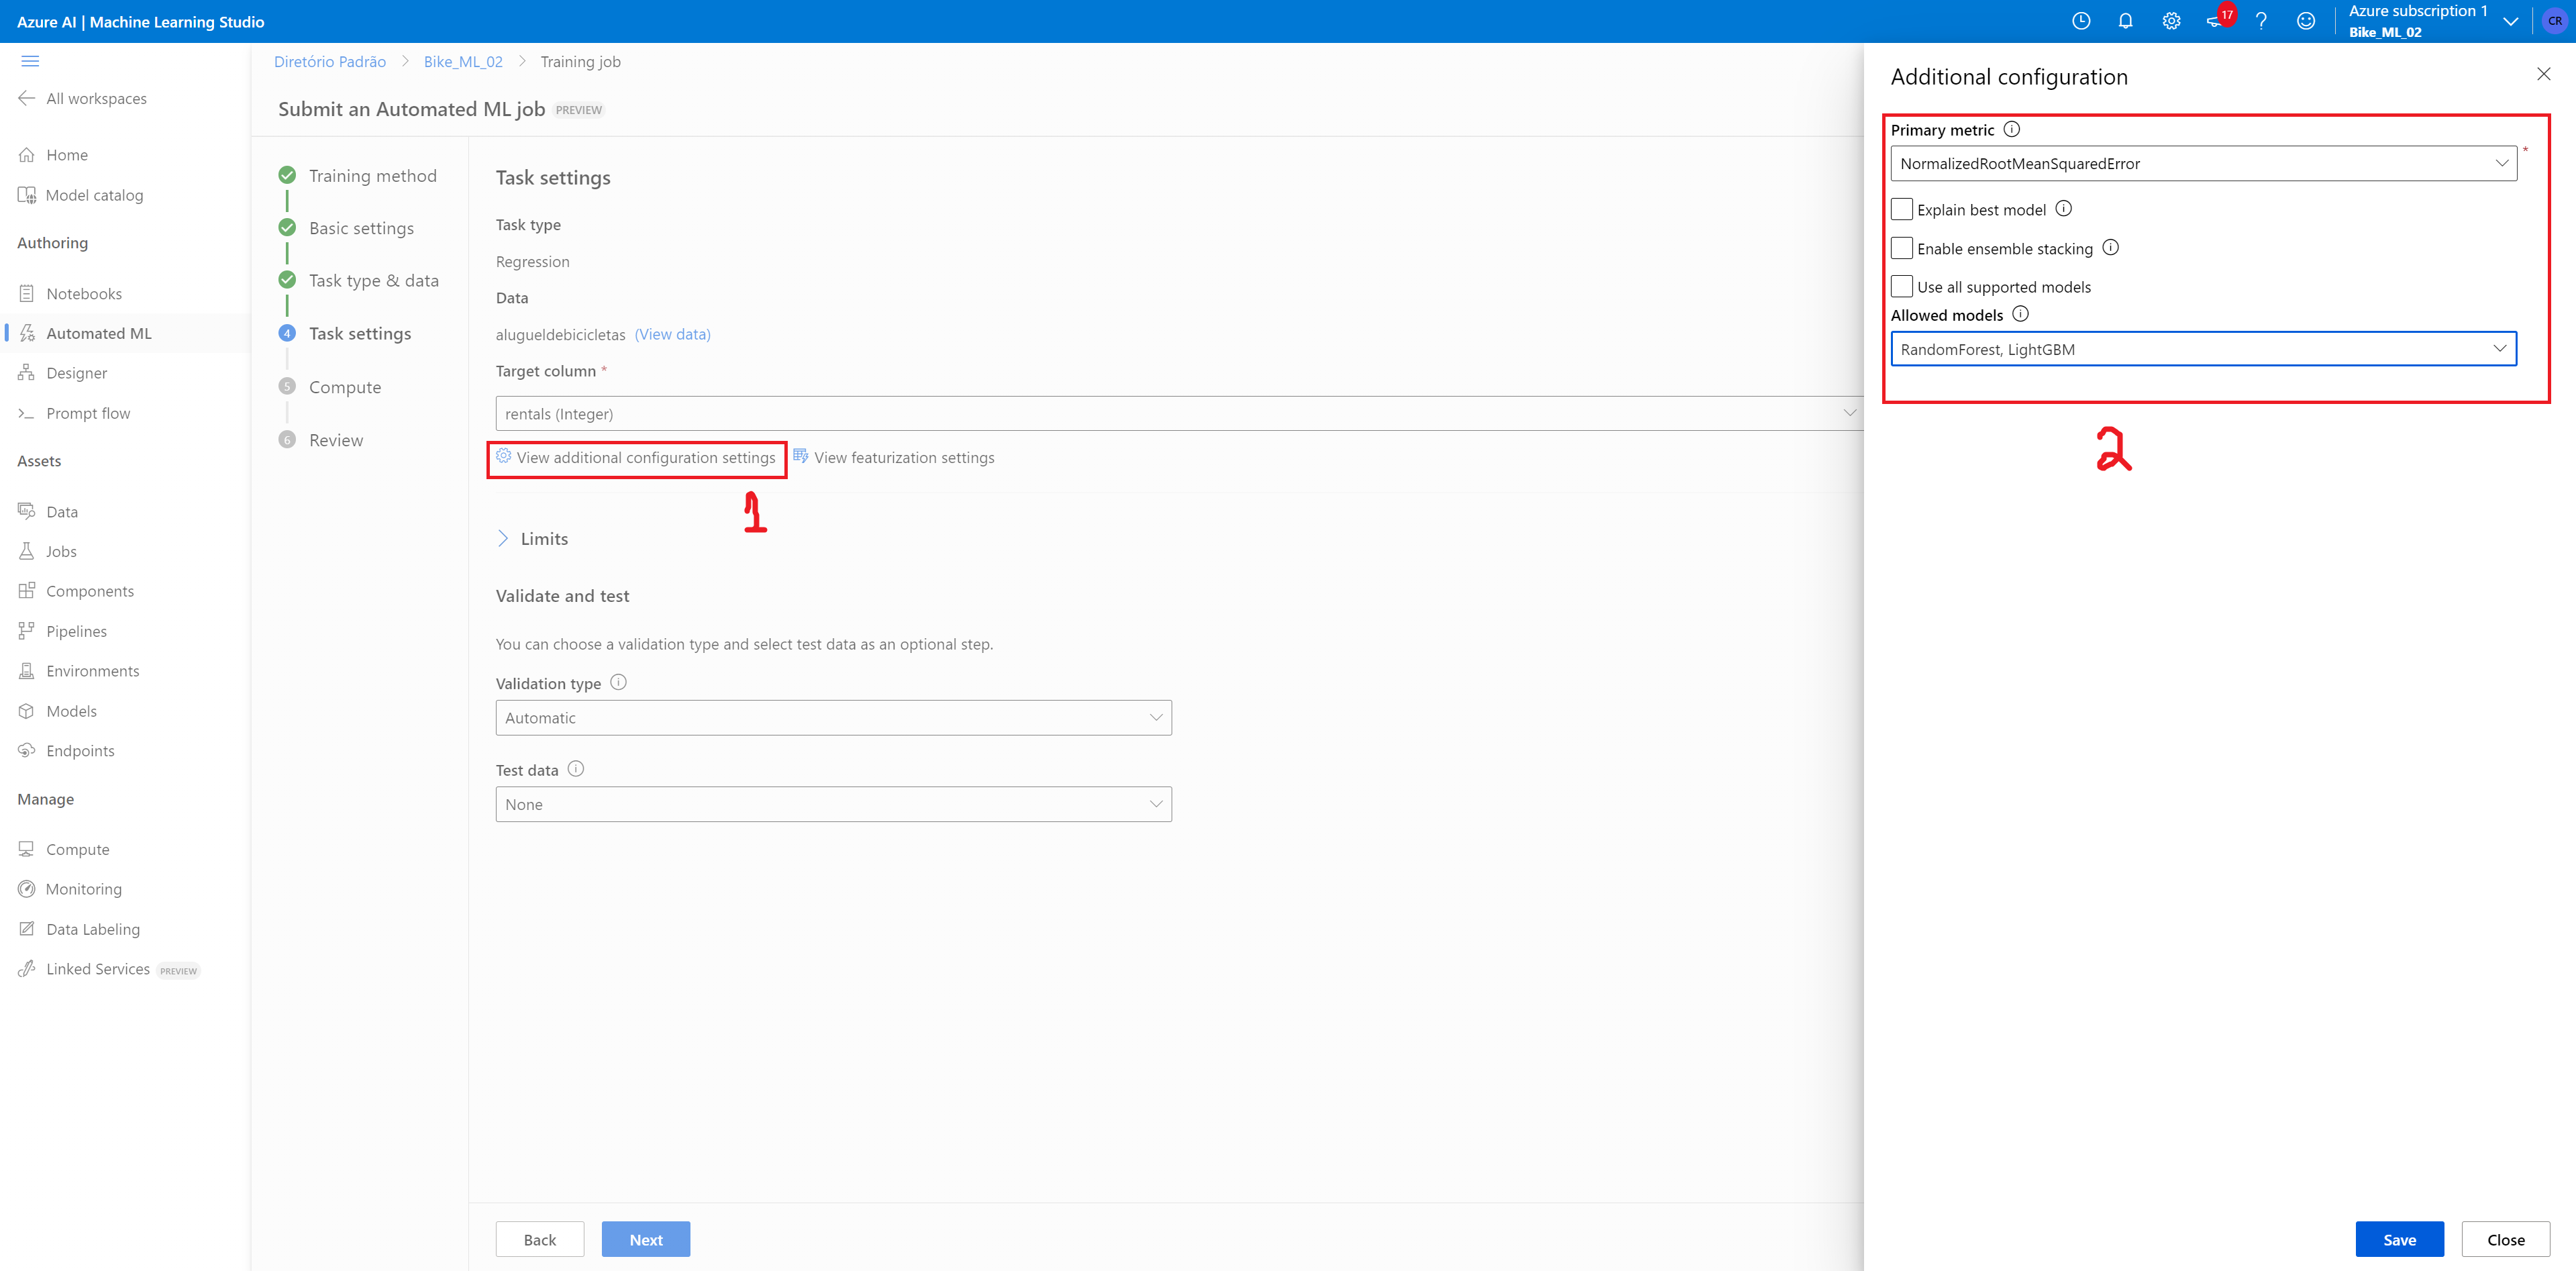 Azure AI | Machine Learning Studio
17
Azure subscription 1
Bike_ML_02
CR
All workspaces
Home
Model catalog
Authoring
Notebooks
Automated ML
Designer
Prompt flow
Assets
Data
Jobs
Components
Pipelines
Environments
Models
Endpoints
Manage
Compute
Monitoring
Data Labeling
Linked Services PREVIEW
Diretório Padrão > Bike_ML_02 > Training job
Submit an Automated ML job PREVIEW
Training method
Basic settings
Task type & data
4 Task settings
5 Compute
6 Review
Task settings
Task type
Regression
Data
alugueldebicicletas (View data)
Target column *
rentals (Integer)
View additional configuration settings View featurization settings
1
Limits
Validate and test
You can choose a validation type and select test data as an optional step.
Validation type
Automatic
Test data
None
Back Next
Additional configuration
Primary metric
NormalizedRootMeanSquaredError *
Explain best model
Enable ensemble stacking
Use all supported models
Allowed models
RandomForest, LightGBM
2
Save Close